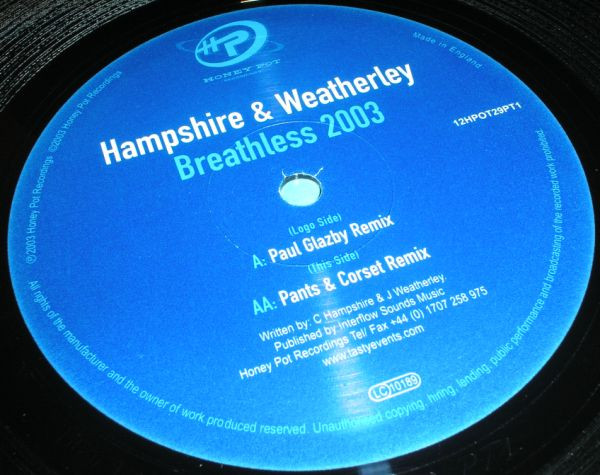 HP
HONEY POT
Made in England
Hampshire & Weatherley
Breathless 2003
12HPOT29PT1
(Logo Side)
A: Paul Glazby Remix
(This Side)
AA: Pants & Corset Remix
Written by: C Hampshire & J Weatherley.
Published by Interflow Sounds Music
Honey Pot Recordings Tel/ Fax +44 (0) 1707 258 975
www.tastyevents.com
LC 10189
℗2003 Honey Pot Recordings ©2003 Honey Pot Recordings
All rights of the manufacturer and the owner of work produced reserved. Unauthorised copying, hiring, lending, public performance and broadcasting of the recorded work prohibited.